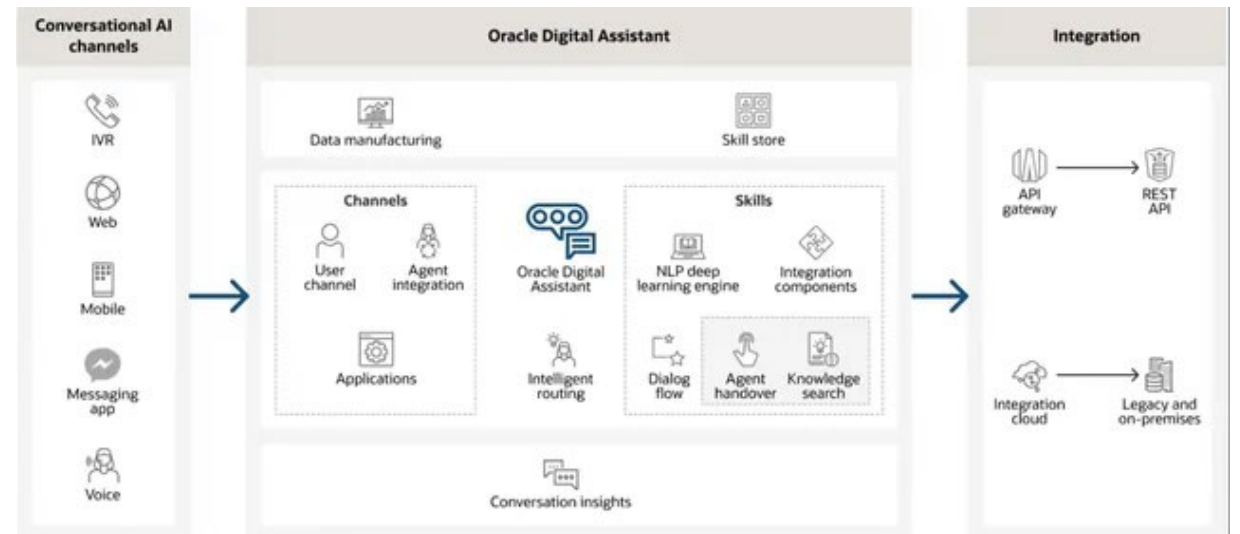 Conversational AI
channels
IVR
Web
Mobile
Messaging
app
Voice
Oracle Digital Assistant
Data manufacturing
Skill store
Channels
User
channel
Agent
integration
Applications
Oracle Digital
Assistant
Intelligent
routing
Skills
NLP deep
learning engine
Integration
components
Dialog
flow
Agent
handover
Knowledge
search
Conversation insights
Integration
API
gateway
REST
API
Integration
cloud
Legacy and
on-premises